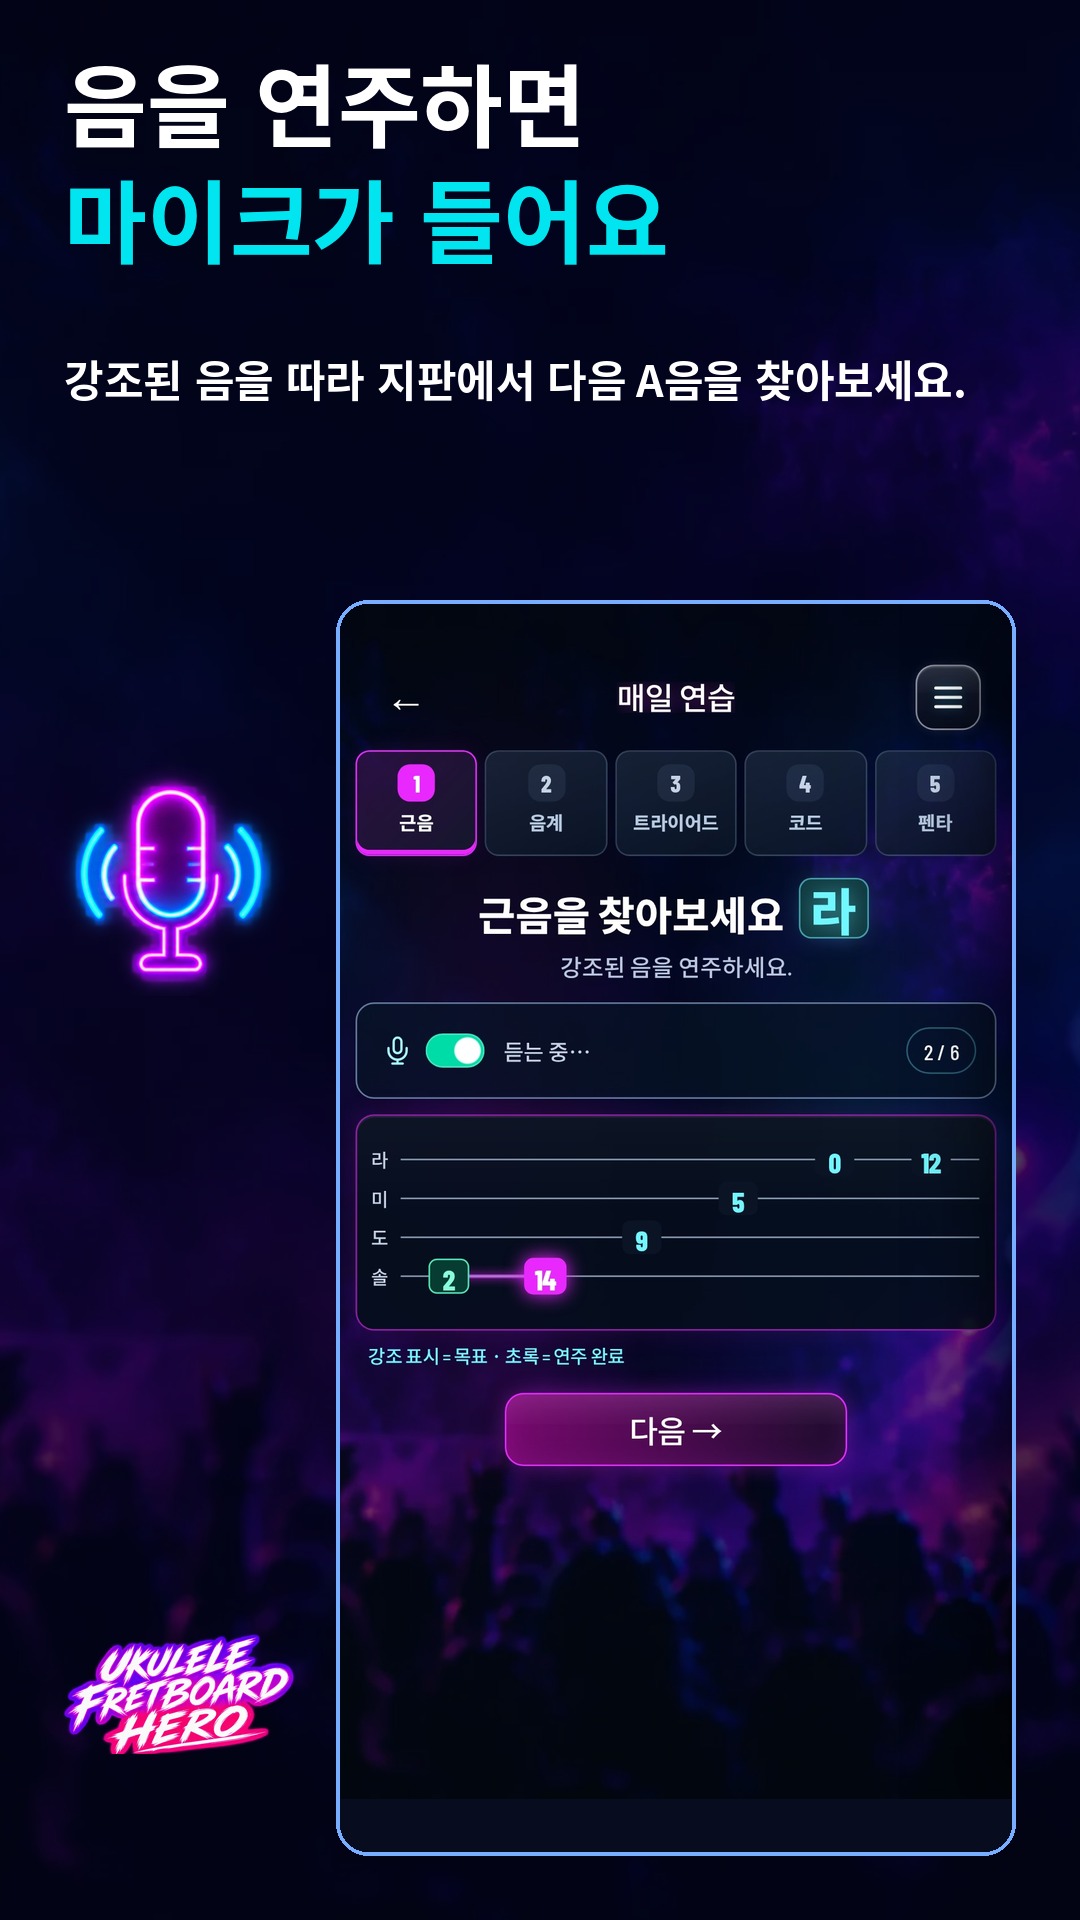 음을 연주하면
마이크가 들어요
강조된 음을 따라 지판에서 다음 A음을 찾아보세요.
← 매일 연습
1 2 3 4 5
근음 음계 트라이어드 코드 펜타
근음을 찾아보세요 라
강조된 음을 연주하세요.
듣는 중… 2 / 6
라 0 12
미 5
도 9
솔 2 14
강조 표시 = 목표 · 초록 = 연주 완료
다음 →
UKULELE
FRETBOARD
HERO